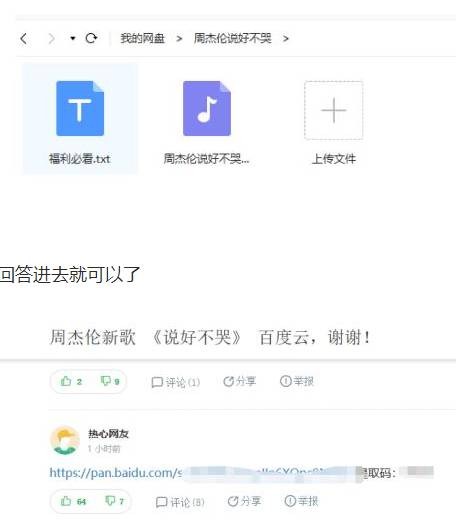 我的网盘 > 周杰伦说好不哭 >
福利必看.txt 周杰伦说好不哭... 上传文件
回答进去就可以了
周杰伦新歌 《说好不哭》 百度云，谢谢！
2 9 评论(1) 分享 举报
热心网友
1 小时前
https://pan.baidu.com/s 提取码：
64 7 评论(8) 分享 举报